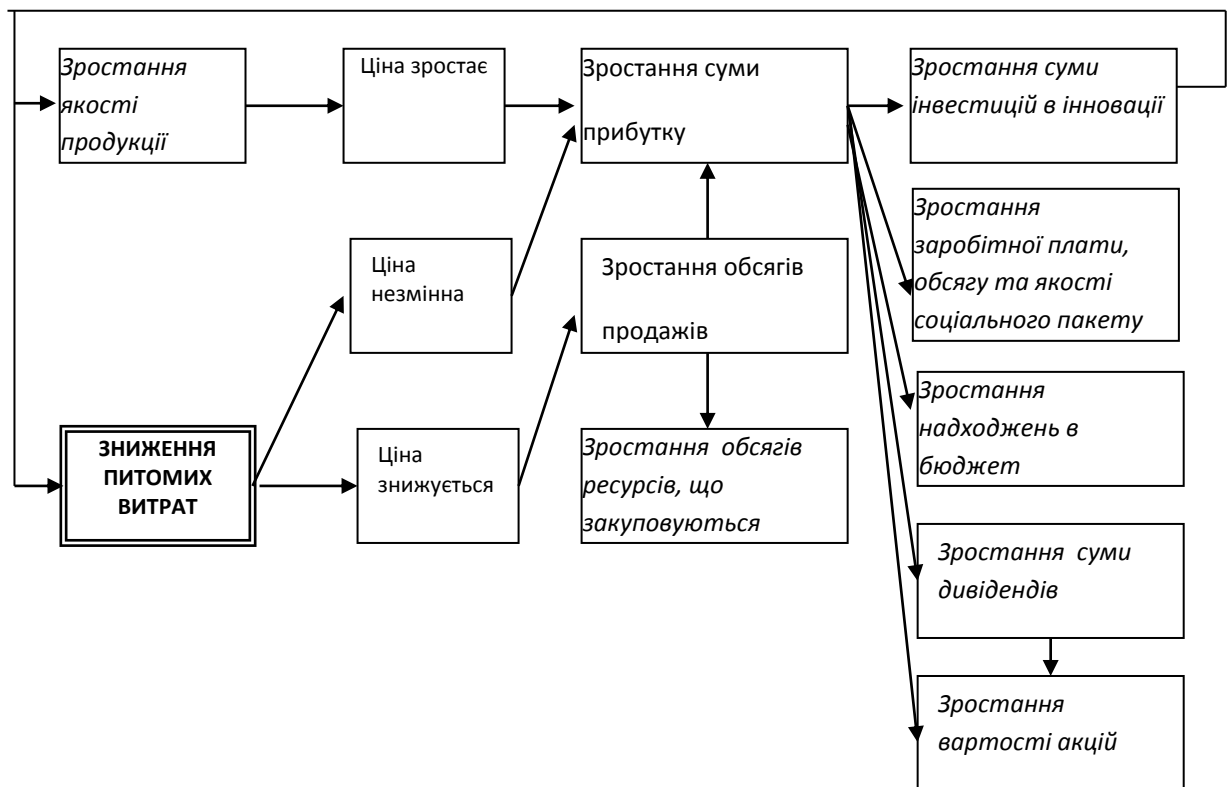 Зростання
якості
продукції
Ціна зростає
Зростання суми
прибутку
Зростання суми
інвестицій в інновації
Ціна
незмінна
Зростання обсягів
продажів
Зростання
заробітної плати,
обсягу та якості
соціального пакету
ЗНИЖЕННЯ
ПИТОМИХ
ВИТРАТ
Ціна
знижується
Зростання обсягів
ресурсів, що
закуповуються
Зростання
надходжень в
бюджет
Зростання суми
дивідендів
Зростання
вартості акцій